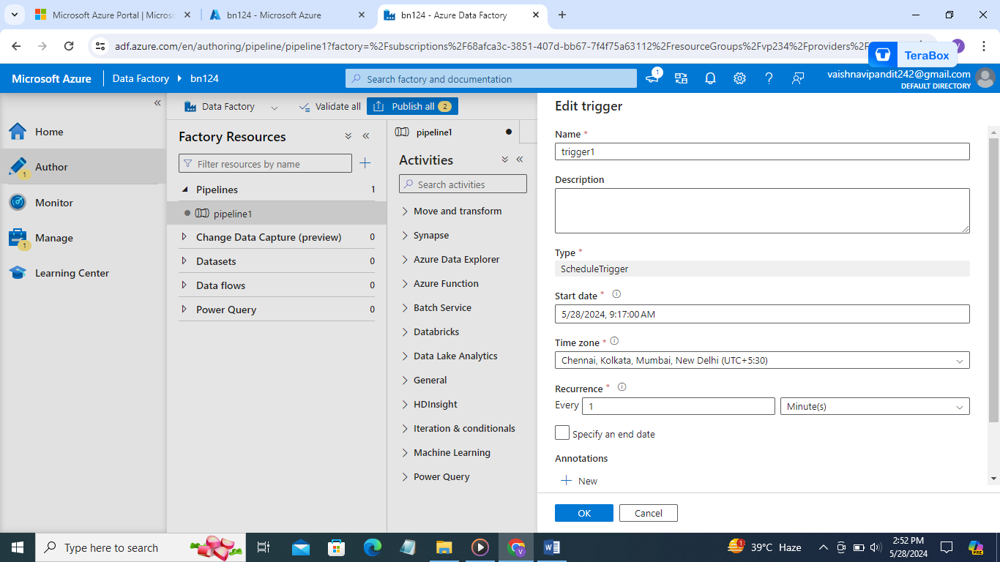 Microsoft Azure Portal | Micros
bn124 - Microsoft Azure
bn124 - Azure Data Factory
adf.azure.com/en/authoring/pipeline/pipeline1?factory=%2Fsubscriptions%2F68afca3c-3851-407d-bb67-7f4f75a63112%2FresourceGroups%2Fvp234%2Fproviders%2F
TeraBox
Microsoft Azure
Data Factory
bn124
Search factory and documentation
1
vaishnavipandit242@gmail.com
DEFAULT DIRECTORY
Home
Author
1
Monitor
Manage
1
Learning Center
Data Factory
Validate all
Publish all 2
Factory Resources
Filter resources by name
Pipelines 1
pipeline1
Change Data Capture (preview) 0
Datasets 0
Data flows 0
Power Query 0
pipeline1
Activities
Search activities
Move and transform
Synapse
Azure Data Explorer
Azure Function
Batch Service
Databricks
Data Lake Analytics
General
HDInsight
Iteration & conditionals
Machine Learning
Power Query
Edit trigger
Name *
trigger1
Description
Type *
ScheduleTrigger
Start date *
5/28/2024, 9:17:00 AM
Time zone *
Chennai, Kolkata, Mumbai, New Delhi (UTC+5:30)
Recurrence *
Every 1 Minute(s)
Specify an end date
Annotations
New
OK
Cancel
Type here to search
1
39°C Haze
2:52 PM
5/28/2024
PRE